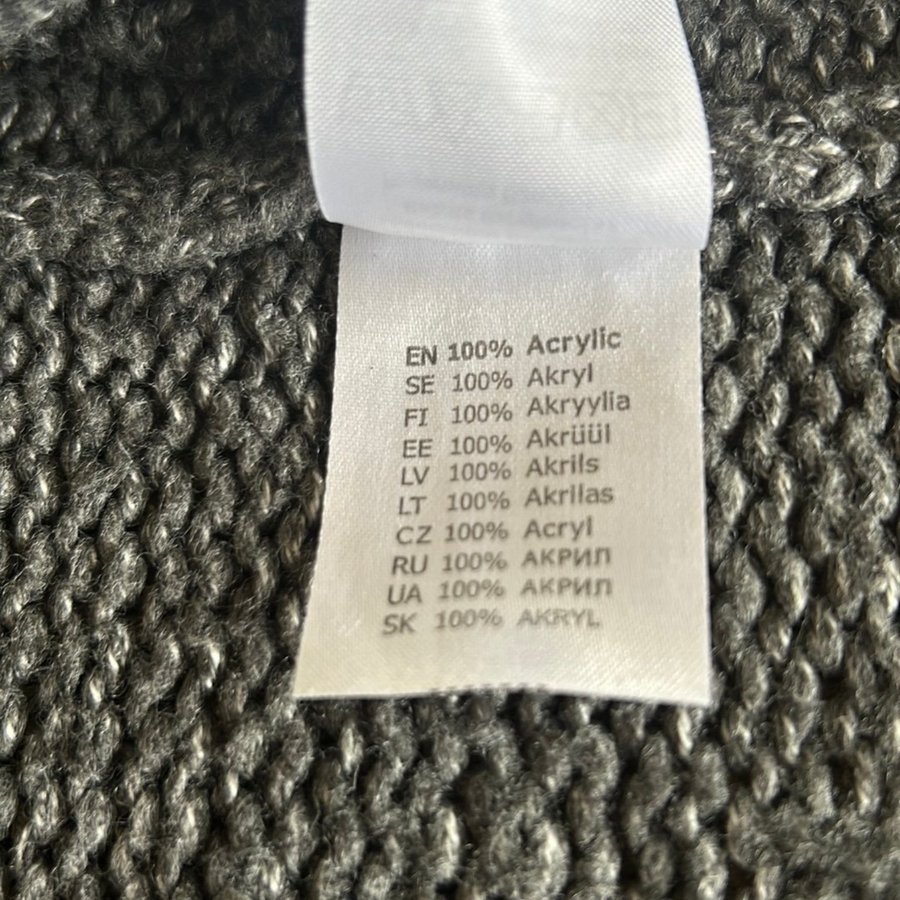 EN 100% Acrylic
SE 100% Akryl
FI 100% Akryylia
EE 100% Akrüül
LV 100% Akrils
LT 100% Akrilas
CZ 100% Acryl
RU 100% АКРИЛ
UA 100% АКРИЛ
SK 100% AKRYL